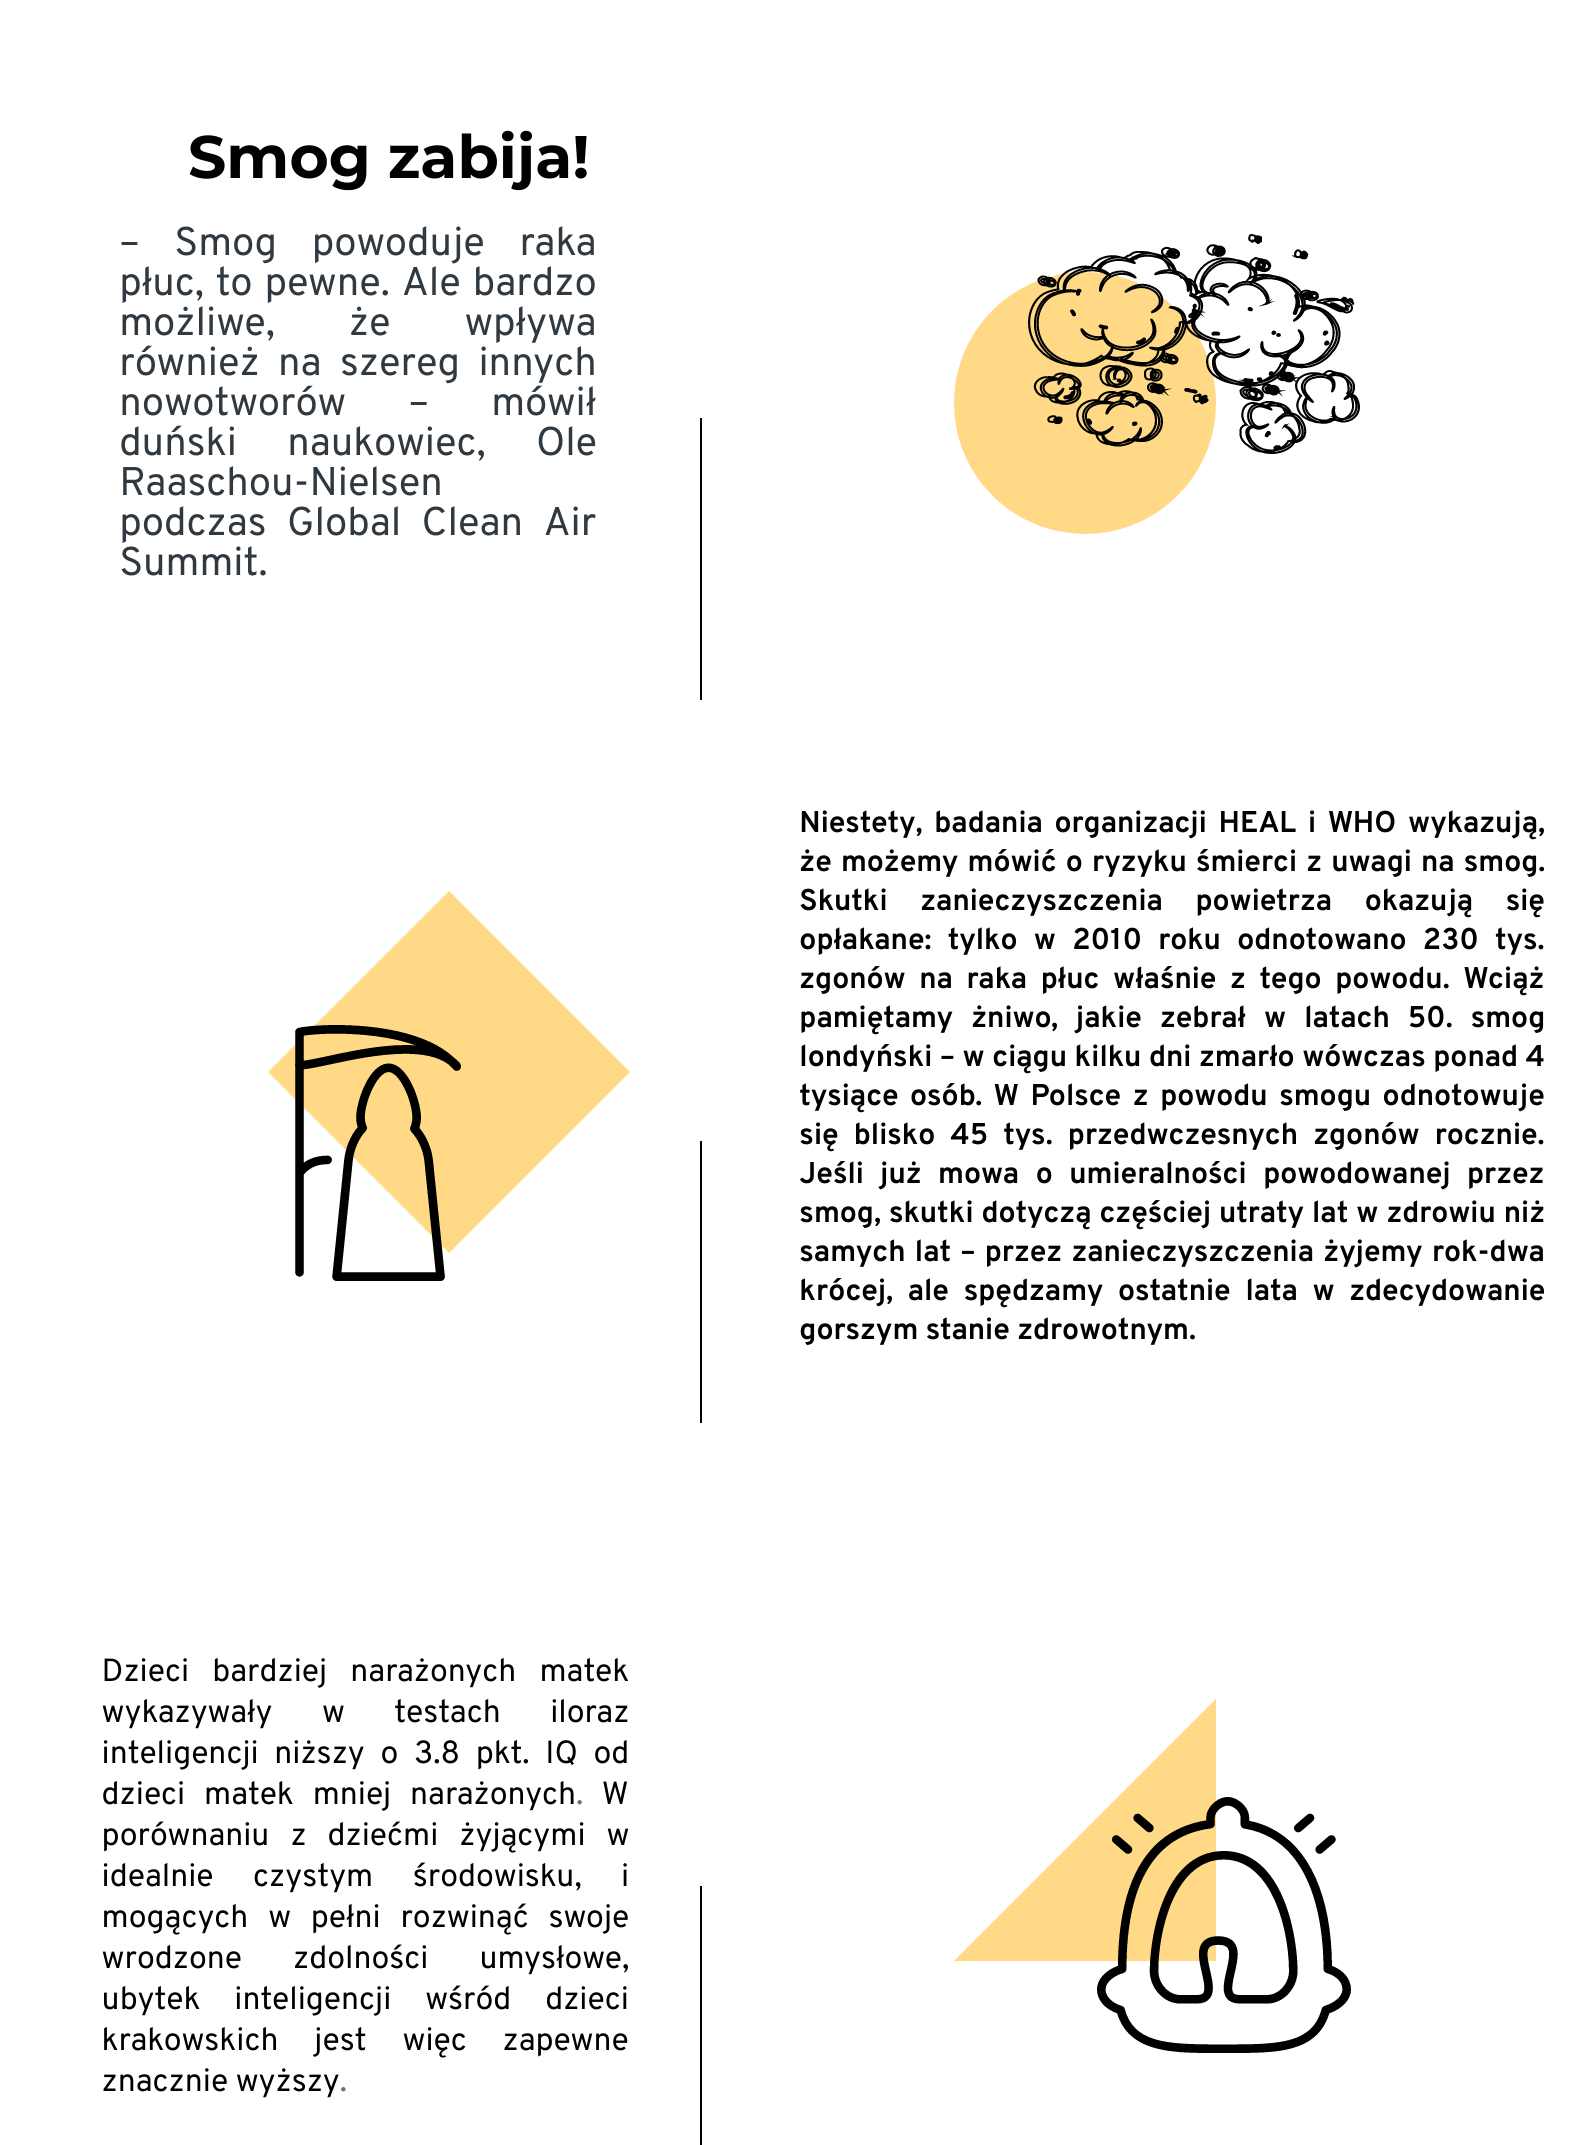 Smog zabija!
– Smog powoduje raka
płuc, to pewne. Ale bardzo
możliwe, że wpływa
również na szereg innych
nowotworów – mówił
duński naukowiec, Ole
Raaschou-Nielsen
podczas Global Clean Air
Summit.
Niestety, badania organizacji HEAL i WHO wykazują,
że możemy mówić o ryzyku śmierci z uwagi na smog.
Skutki zanieczyszczenia powietrza okazują się
opłakane: tylko w 2010 roku odnotowano 230 tys.
zgonów na raka płuc właśnie z tego powodu. Wciąż
pamiętamy żniwo, jakie zebrał w latach 50. smog
londyński – w ciągu kilku dni zmarło wówczas ponad 4
tysiące osób. W Polsce z powodu smogu odnotowuje
się blisko 45 tys. przedwczesnych zgonów rocznie.
Jeśli już mowa o umieralności powodowanej przez
smog, skutki dotyczą częściej utraty lat w zdrowiu niż
samych lat – przez zanieczyszczenia żyjemy rok-dwa
krócej, ale spędzamy ostatnie lata w zdecydowanie
gorszym stanie zdrowotnym.
Dzieci bardziej narażonych matek
wykazywały w testach iloraz
inteligencji niższy o 3.8 pkt. IQ od
dzieci matek mniej narażonych. W
porównaniu z dziećmi żyjącymi w
idealnie czystym środowisku, i
mogących w pełni rozwinąć swoje
wrodzone zdolności umysłowe,
ubytek inteligencji wśród dzieci
krakowskich jest więc zapewne
znacznie wyższy.